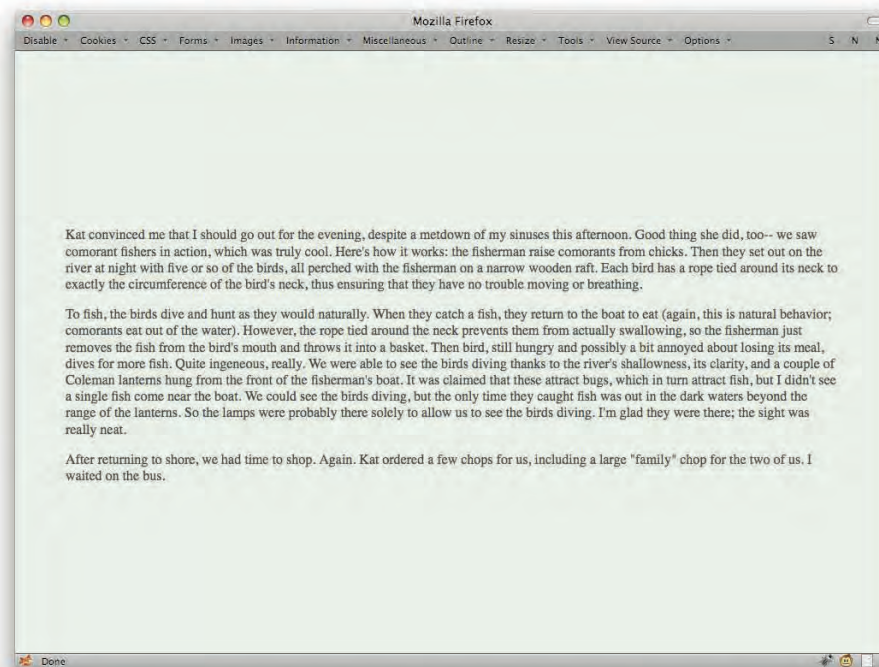 Mozilla Firefox
Disable Cookies CSS Forms Images Information Miscellaneous Outline Resize Tools View Source Options S N
Kat convinced me that I should go out for the evening, despite a metdown of my sinuses this afternoon. Good thing she did, too-- we saw
comorant fishers in action, which was truly cool. Here's how it works: the fisherman raise comorants from chicks. Then they set out on the
river at night with five or so of the birds, all perched with the fisherman on a narrow wooden raft. Each bird has a rope tied around its neck to
exactly the circumference of the bird's neck, thus ensuring that they have no trouble moving or breathing.
To fish, the birds dive and hunt as they would naturally. When they catch a fish, they return to the boat to eat (again, this is natural behavior;
comorants eat out of the water). However, the rope tied around the neck prevents them from actually swallowing, so the fisherman just
removes the fish from the bird's mouth and throws it into a basket. Then bird, still hungry and possibly a bit annoyed about losing its meal,
dives for more fish. Quite ingeneous, really. We were able to see the birds diving thanks to the river's shallowness, its clarity, and a couple of
Coleman lanterns hung from the front of the fisherman's boat. It was claimed that these attract bugs, which in turn attract fish, but I didn't see
a single fish come near the boat. We could see the birds diving, but the only time they caught fish was out in the dark waters beyond the
range of the lanterns. So the lamps were probably there solely to allow us to see the birds diving. I'm glad they were there; the sight was
really neat.
After returning to shore, we had time to shop. Again. Kat ordered a few chops for us, including a large "family" chop for the two of us. I
waited on the bus.
Done